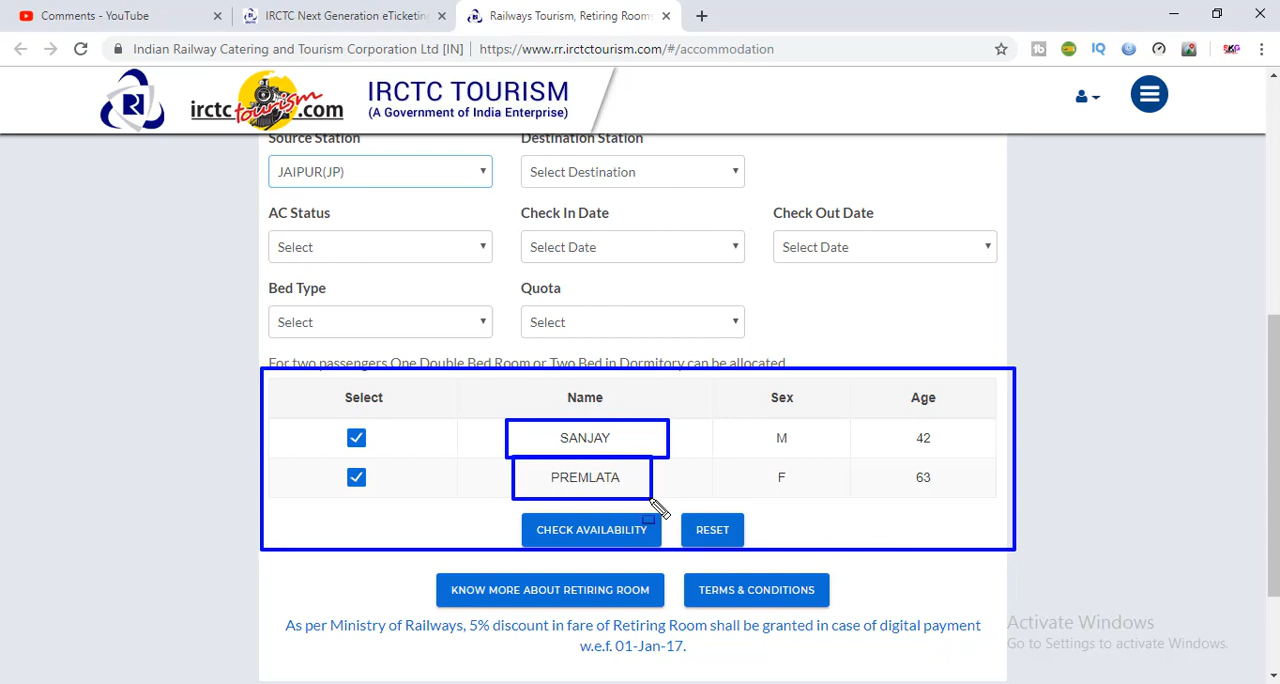 Comments - YouTube
IRCTC Next Generation eTicketing
Railways Tourism, Retiring Room
Indian Railway Catering and Tourism Corporation Ltd [IN]
https://www.rr.irctctourism.com/#/accommodation
fb
IQ
SKG
irctc tourism .com
IRCTC TOURISM
(A Government of India Enterprise)
Source Station
Destination Station
JAIPUR(JP)
Select Destination
AC Status
Check In Date
Check Out Date
Select
Select Date
Select Date
Bed Type
Quota
Select
Select
For two passengers One Double Bed Room or Two Bed in Dormitory can be allocated
Select Name Sex Age
SANJAY M 42
PREMLATA F 63
CHECK AVAILABILITY
RESET
KNOW MORE ABOUT RETIRING ROOM
TERMS & CONDITIONS
As per Ministry of Railways, 5% discount in fare of Retiring Room shall be granted in case of digital payment
w.e.f. 01-Jan-17.
Activate Windows
Go to Settings to activate Windows.